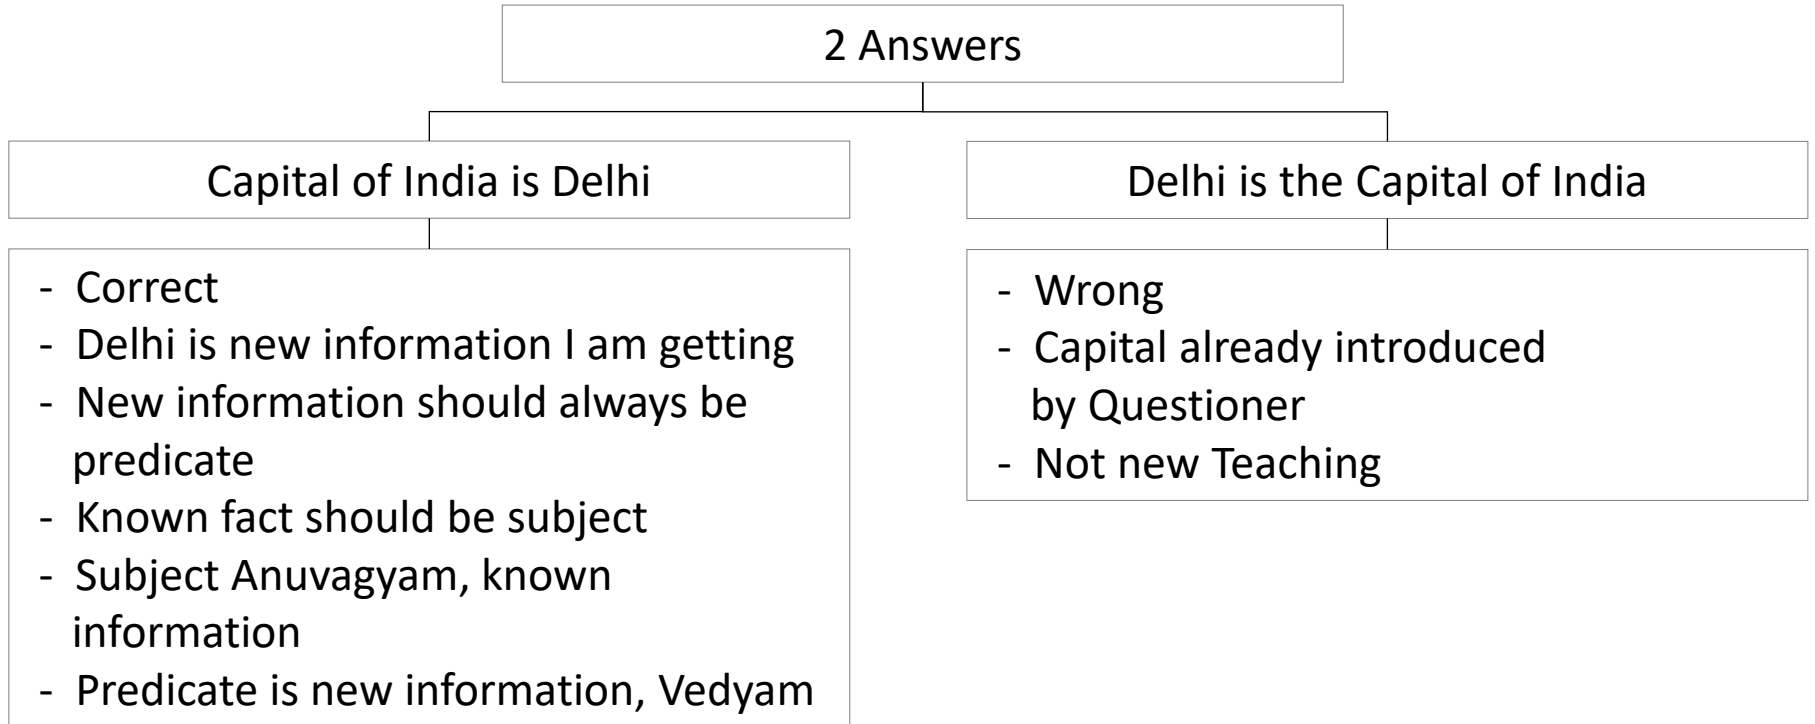 2 Answers
Capital of India is Delhi
- Correct
- Delhi is new information I am getting
- New information should always be
predicate
- Known fact should be subject
- Subject Anuvagyam, known
information
- Predicate is new information, Vedyam
Delhi is the Capital of India
- Wrong
- Capital already introduced
by Questioner
- Not new Teaching